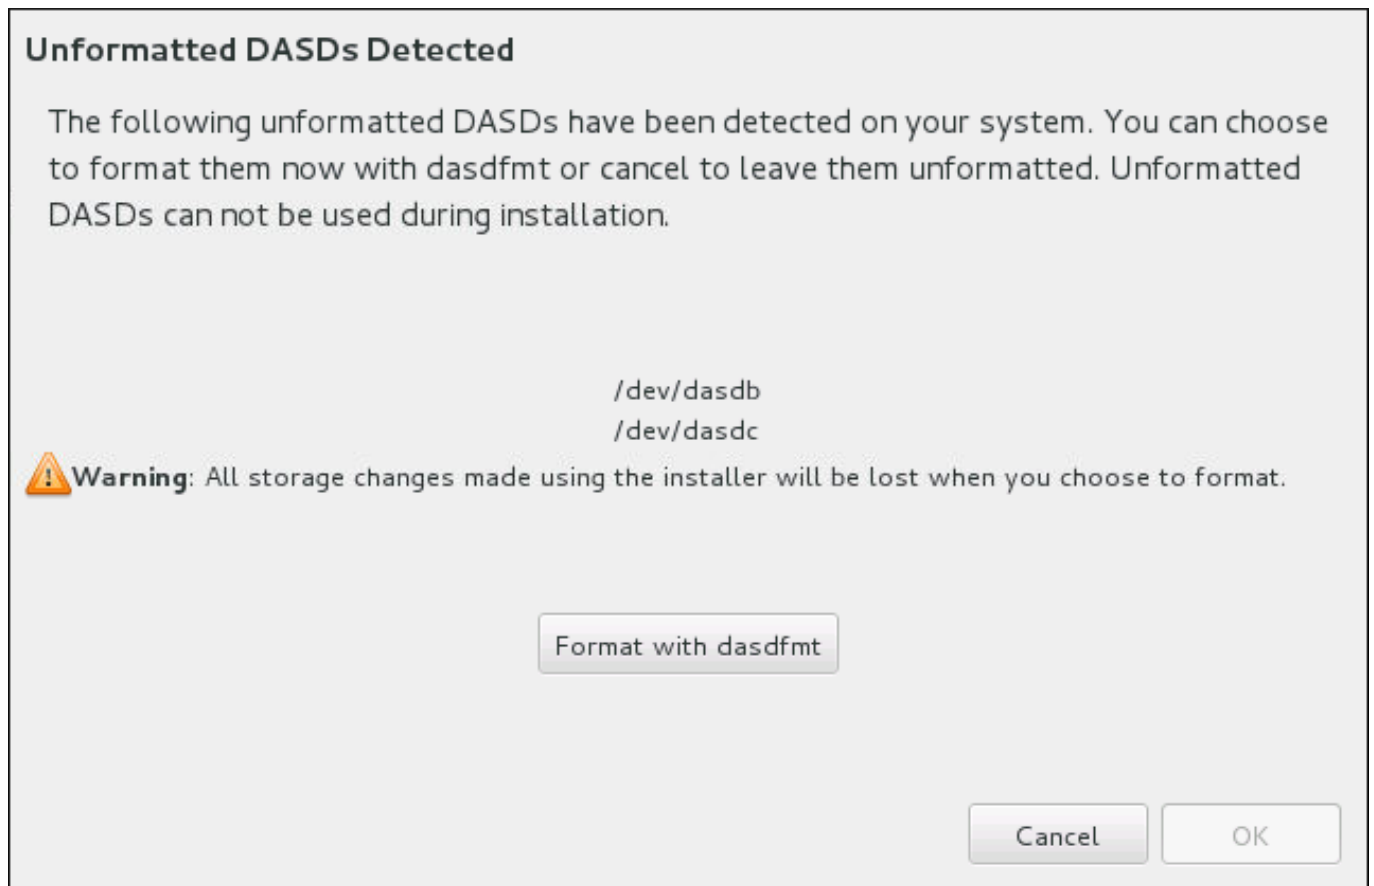 Unformatted DASDs Detected
The following unformatted DASDs have been detected on your system. You can choose
to format them now with dasdfmt or cancel to leave them unformatted. Unformatted
DASDs can not be used during installation.
/dev/dasdb
/dev/dasdc
Warning: All storage changes made using the installer will be lost when you choose to format.
Format with dasdfmt
Cancel OK